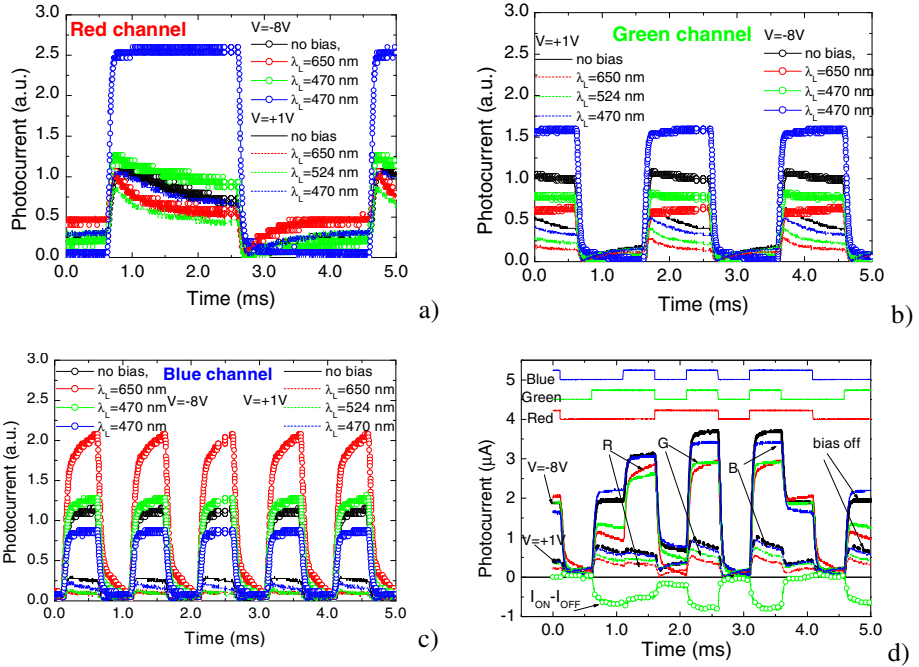 Red channel
V=-8V
no bias,
λL=650 nm
λL=470 nm
λL=470 nm
V=+1V
no bias
λL=650 nm
λL=524 nm
λL=470 nm
3.0
2.5
2.0
1.5
1.0
0.5
0.0
Photocurrent (a.u.)
0.0 1.0 2.0 3.0 4.0 5.0
Time (ms)
a)
Green channel
V=+1V
no bias
λL=650 nm
λL=524 nm
λL=470 nm
V=-8V
no bias
λL=650 nm
λL=470 nm
λL=470 nm
3.0
2.5
2.0
1.5
1.0
0.5
0.0
Photocurrent (a.u.)
0.0 1.0 2.0 3.0 4.0 5.0
Time (ms)
b)
Blue channel
no bias,
λL=650 nm
λL=470 nm
λL=470 nm
V=-8V
V=+1V
no bias
λL=650 nm
λL=524 nm
λL=470 nm
3.0
2.5
2.0
1.5
1.0
0.5
0.0
Photocurrent (a.u.)
0.0 1.0 2.0 3.0 4.0 5.0
Time (ms)
c)
Blue
Green
Red
R
G
B
bias off
V=-8V
V=+1V
ION-IOFF
5
4
3
2
1
0
-1
Photocurrent (µA)
0.0 1.0 2.0 3.0 4.0 5.0
Time (ms)
d)